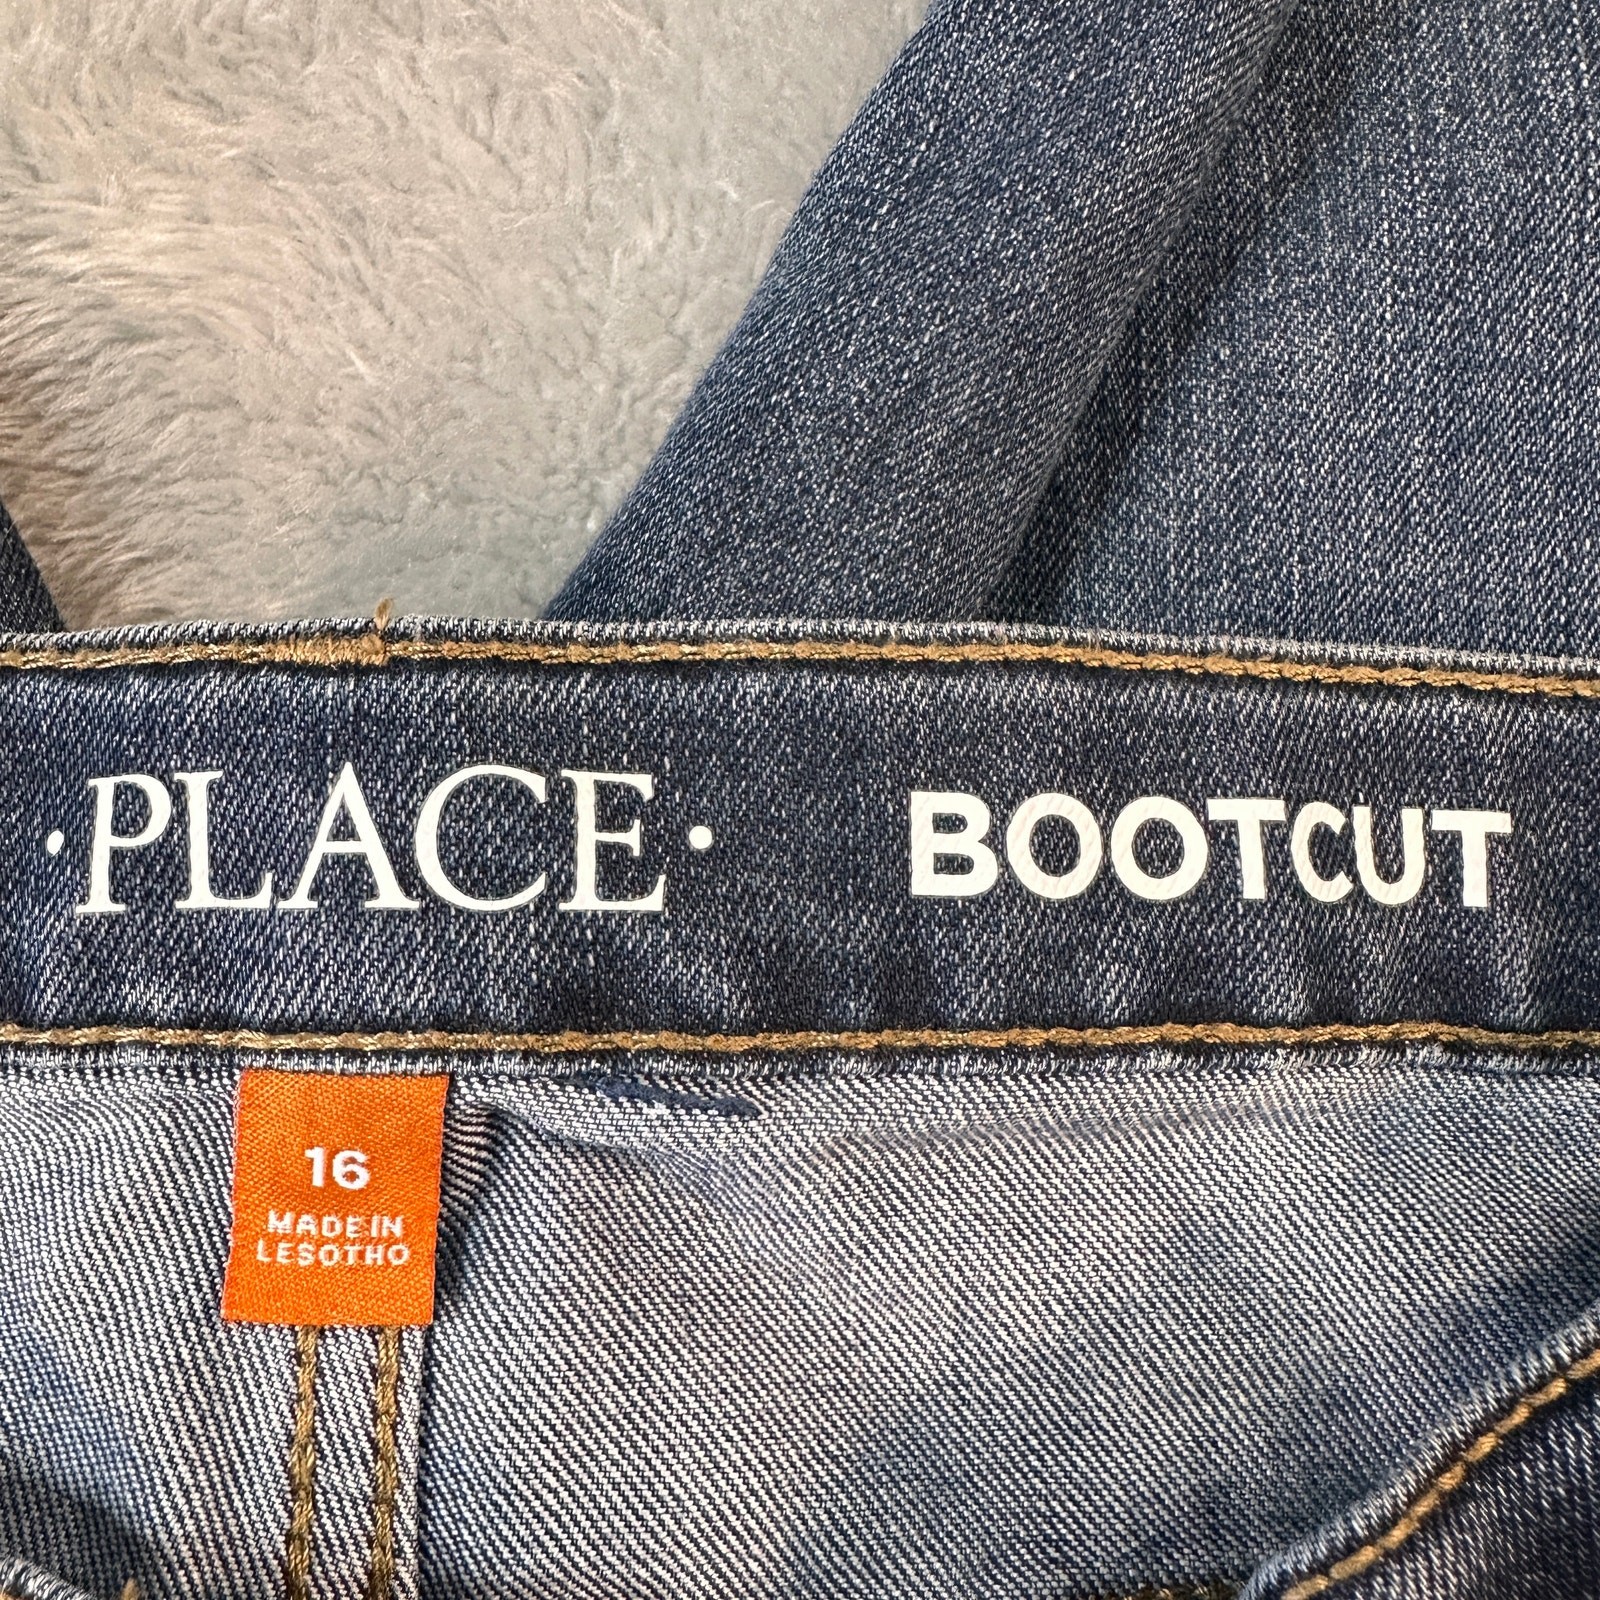 ·PLACE· BOOTCUT
16
MADE IN
LESOTHO